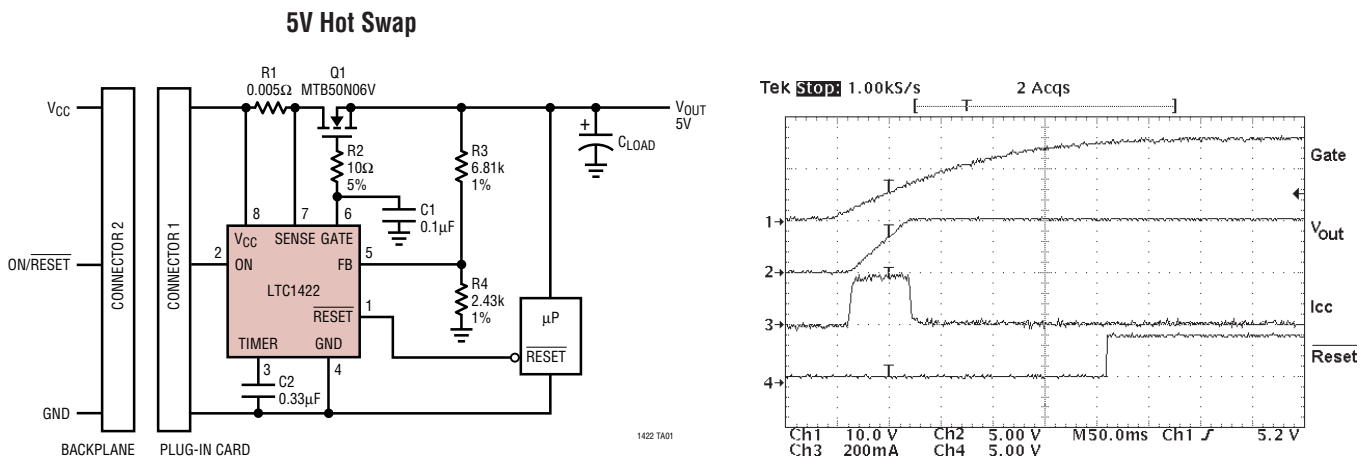 5V Hot Swap
VCC
ON/RESET
GND
CONNECTOR 2
CONNECTOR 1
BACKPLANE
PLUG-IN CARD
R1
0.005Ω
Q1
MTB50N06V
R2
10Ω
5%
C1
0.1µF
R3
6.81k
1%
R4
2.43k
1%
+
CLOAD
VOUT
5V
8
7
6
VCC
SENSE
GATE
2
ON
FB
5
LTC1422
RESET
1
TIMER
GND
3
4
C2
0.33µF
µP
RESET
1422 TA01
Tek Stop: 1.00kS/s
2 Acqs
[
T
]
T
T
T
T
1
2
3
4
Gate
Vout
Icc
Reset
Ch1 10.0 V Ch2 5.00 V M50.0ms Ch1 5.2 V
Ch3 200mA Ch4 5.00 V